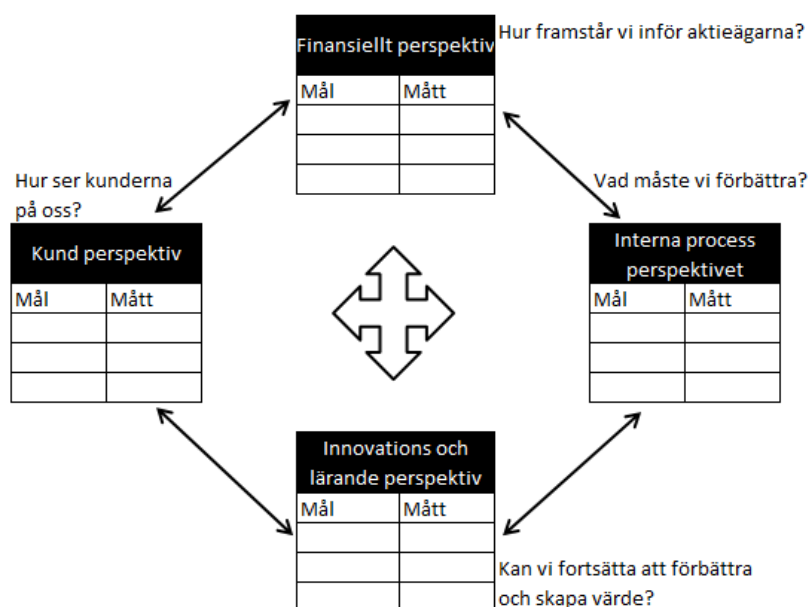 Finansiellt perspektiv
Hur framstår vi inför aktieägarna?
Mål Mått
Hur ser kunderna
på oss?
Kund perspektiv
Mål Mått
Vad måste vi förbättra?
Interna process
perspektivet
Mål Mått
Innovations och
lärande perspektiv
Mål Mått
Kan vi fortsätta att förbättra
och skapa värde?